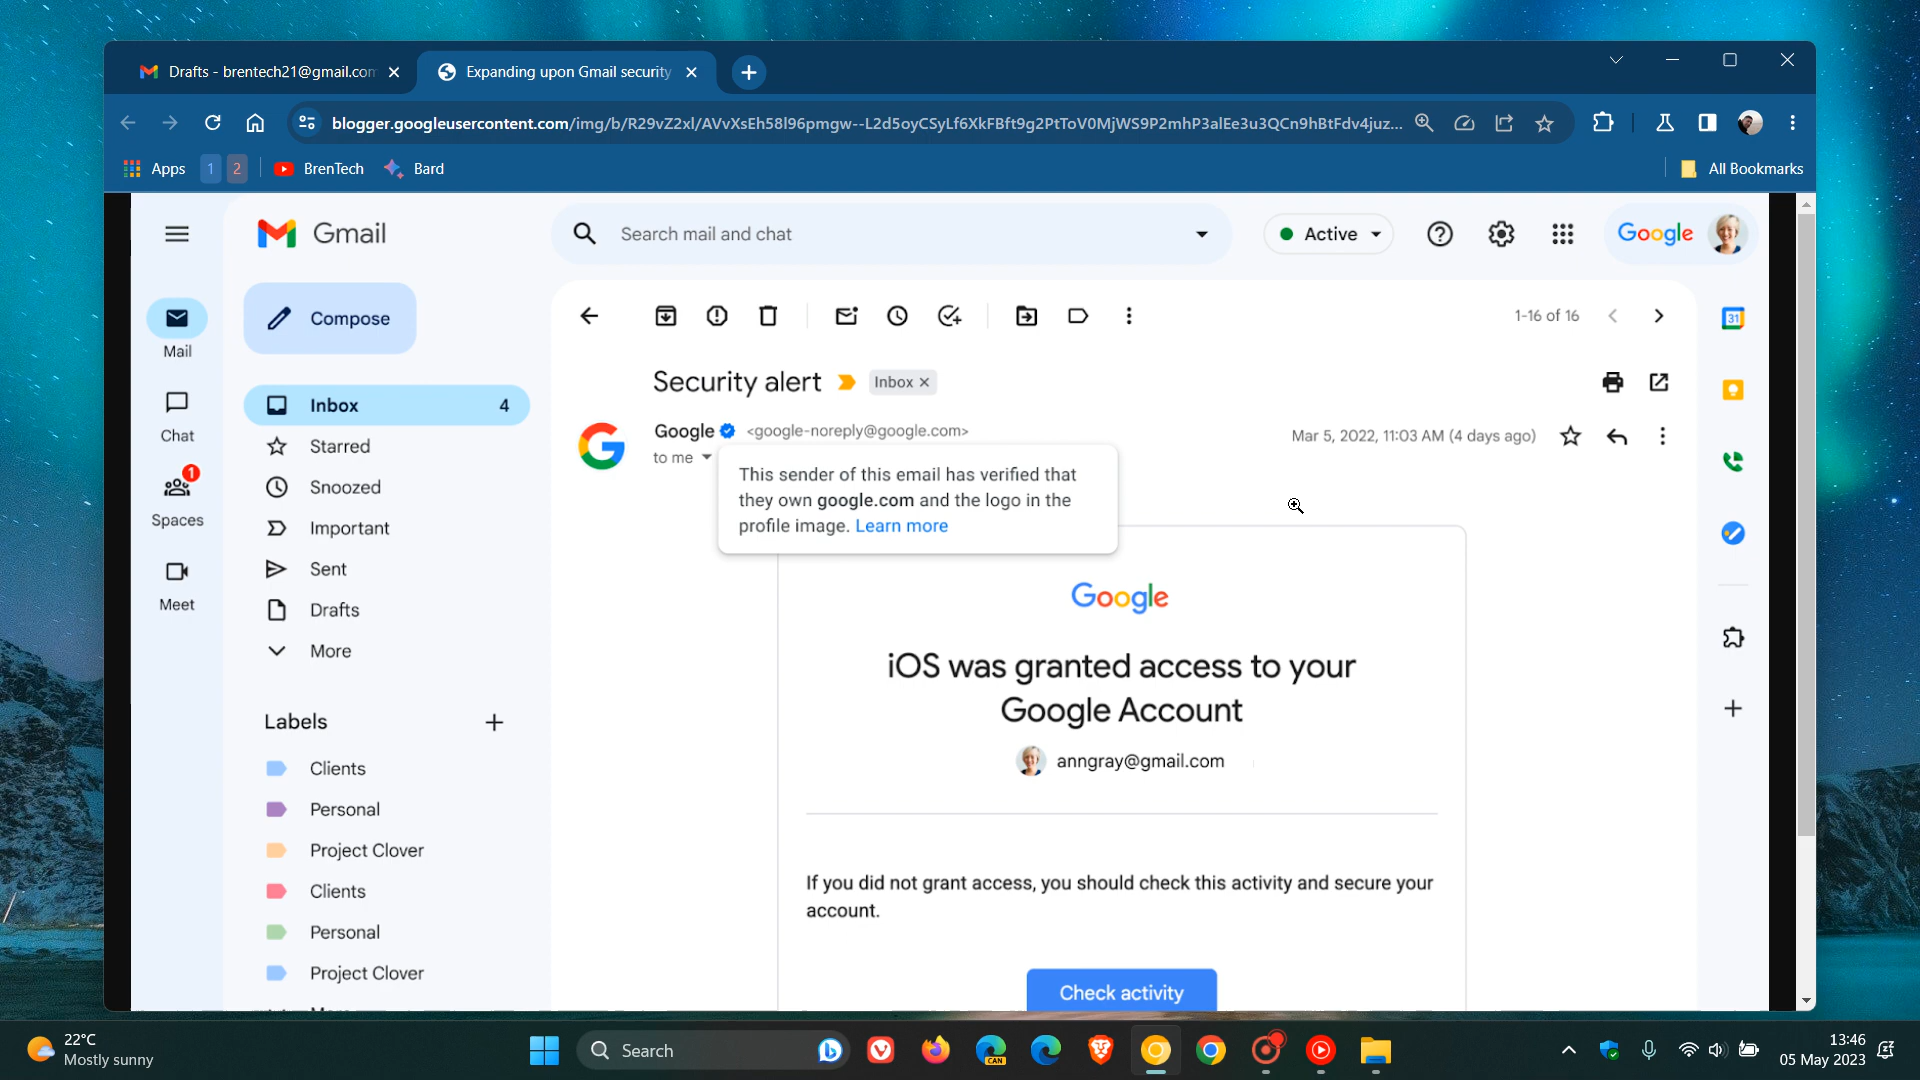 Drafts - brentech21@gmail.com
Expanding upon Gmail security
blogger.googleusercontent.com/img/b/R29vZ2xl/AVvXsEh58l96pmgw--L2d5oyCSyLf6XkFBft9g2PtToV0MjWS9P2mhP3alEe3u3QCn9hBtFdv4juz...
Apps
1
2
BrenTech
Bard
All Bookmarks
Gmail
Search mail and chat
Active
Google
Compose
Mail
Chat
1
Spaces
Meet
Inbox 4
Starred
Snoozed
Important
Sent
Drafts
More
Labels
Clients
Personal
Project Clover
Clients
Personal
Project Clover
1-16 of 16
31
Security alert
Inbox
Google <google-noreply@google.com>
to me
Mar 5, 2022, 11:03 AM (4 days ago)
This sender of this email has verified that
they own google.com and the logo in the
profile image. Learn more
Google
iOS was granted access to your
Google Account
anngray@gmail.com
If you did not grant access, you should check this activity and secure your
account.
Check activity
22°C
Mostly sunny
Search
CAN
13:46
05 May 2023